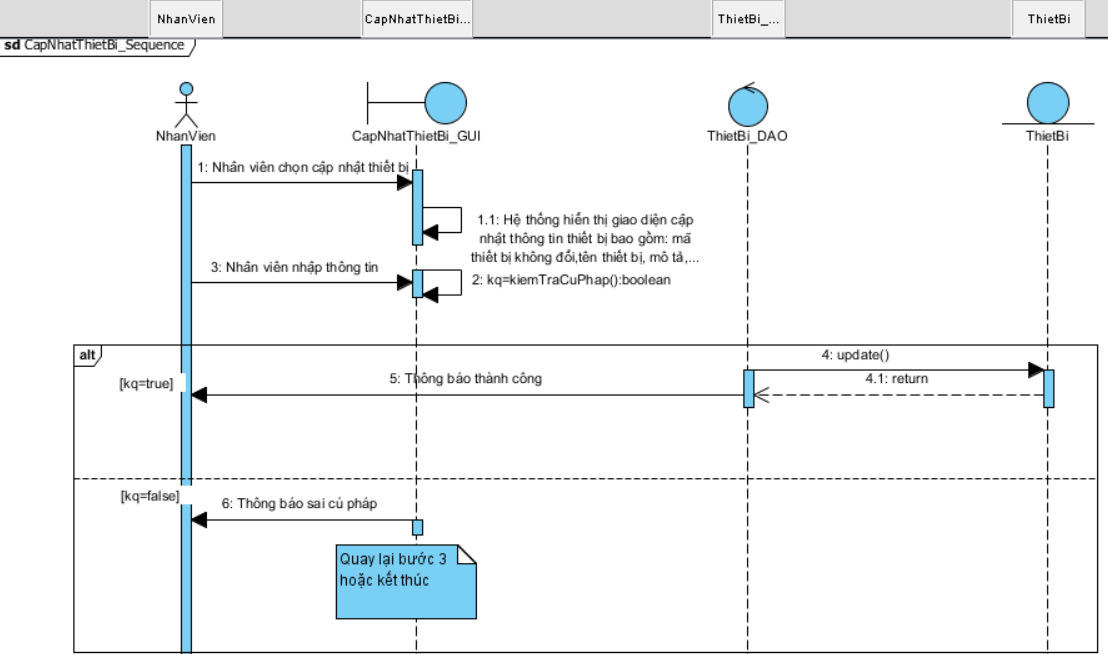 NhanVien
CapNhatThietBi...
ThietBi_...
ThietBi
sd CapNhatThietBi_Sequence
NhanVien
CapNhatThietBi_GUI
ThietBi_DAO
ThietBi
1: Nhân viên chọn cập nhật thiết bị
1.1: Hệ thống hiển thị giao diện cập
nhật thông tin thiết bị bao gồm: mã
thiết bị không đổi,tên thiết bị, mô tả,...
3: Nhân viên nhập thông tin
2: kq=kiemTraCuPhap():boolean
alt
4: update()
[kq=true]
5: Thông báo thành công
4.1: return
[kq=false]
6: Thông báo sai cú pháp
Quay lại bước 3
hoặc kết thúc